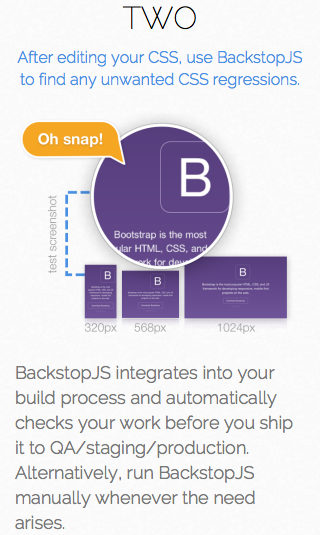 TWO
After editing your CSS, use BackstopJS
to find any unwanted CSS regressions.
Oh snap!
B
Bootstrap is the most
ular HTML, CSS, and
rk for dev
test screenshot
B
B
B
320px
568px
1024px
BackstopJS integrates into your
build process and automatically
checks your work before you ship
it to QA/staging/production.
Alternatively, run BackstopJS
manually whenever the need
arises.